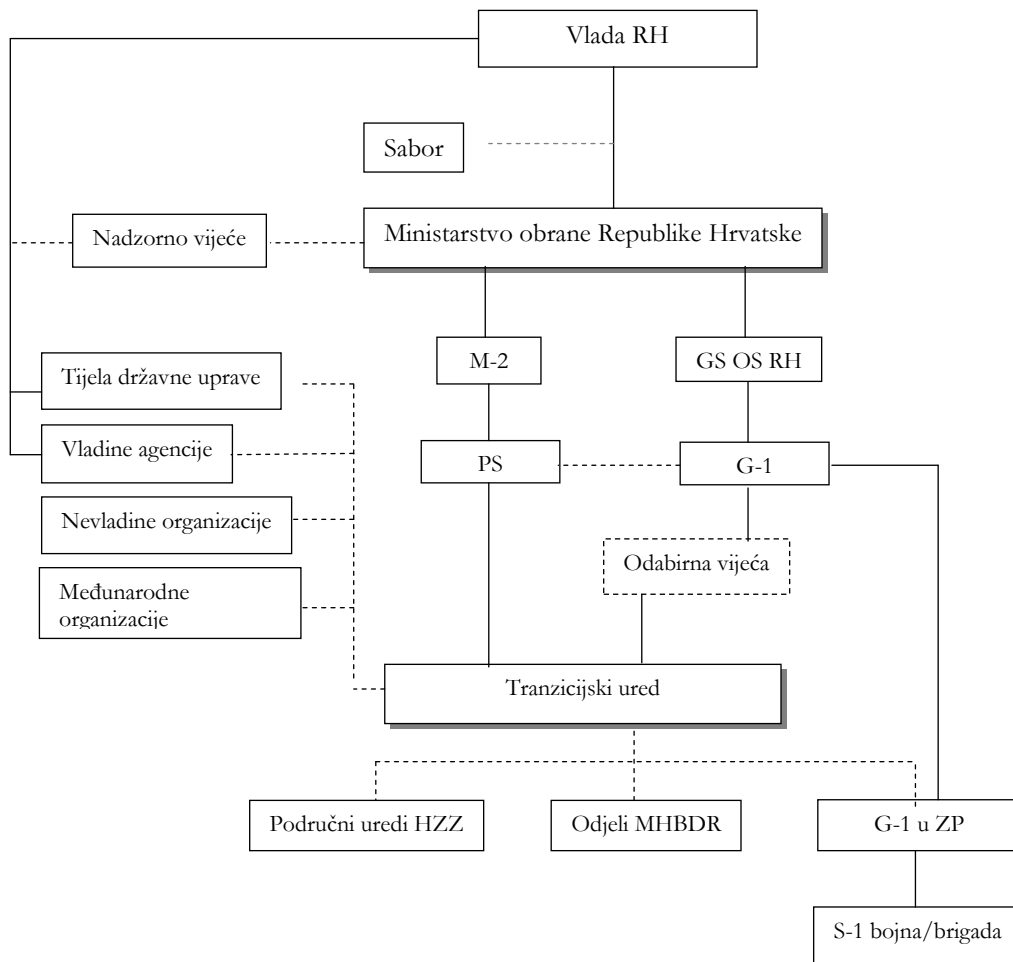 Vlada RH
Sabor
Nadzorno vijeće
Ministarstvo obrane Republike Hrvatske
M-2
GS OS RH
Tijela državne uprave
Vladine agencije
PS
G-1
Nevladine organizacije
Odabirna vijeća
Međunarodne
organizacije
Tranzicijski ured
Područni uredi HZZ
Odjeli MHBDR
G-1 u ZP
S-1 bojna/brigada